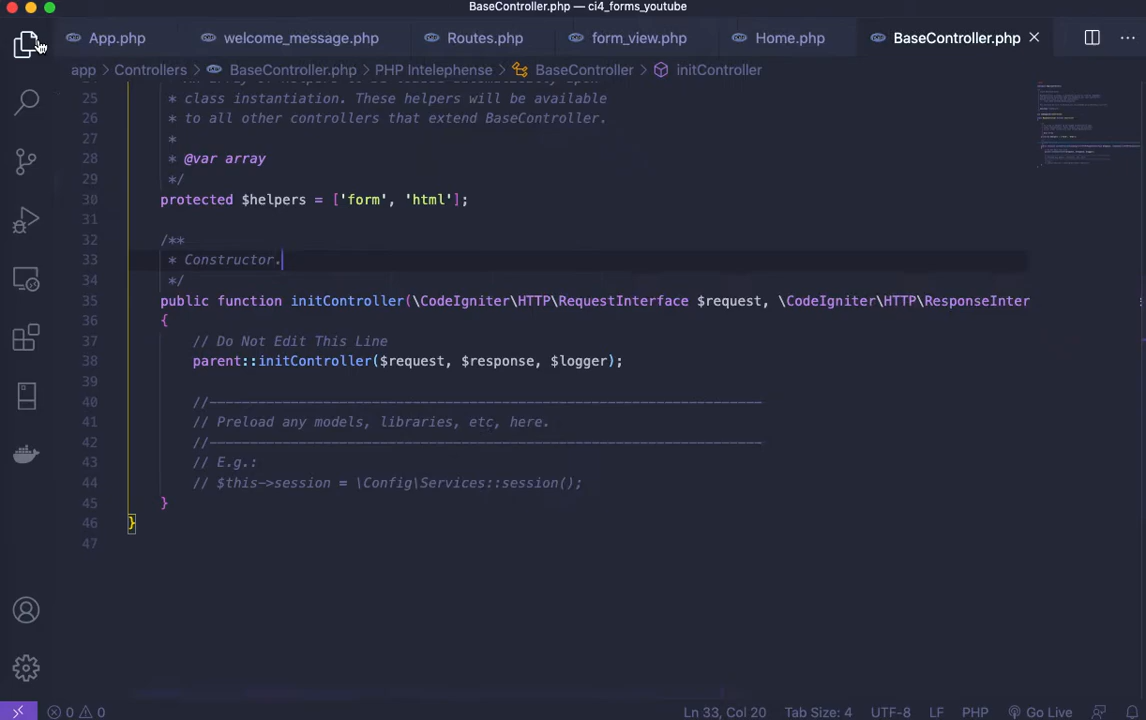 BaseController.php — ci4_forms_youtube
App.php welcome_message.php Routes.php form_view.php Home.php BaseController.php
app > Controllers > BaseController.php > PHP Intelephense > BaseController > initController
25 * class instantiation. These helpers will be available
26 * to all other controllers that extend BaseController.
27 *
28 * @var array
29 */
30 protected $helpers = ['form', 'html'];
31
32 /**
33 * Constructor.
34 */
35 public function initController(\CodeIgniter\HTTP\RequestInterface $request, \CodeIgniter\HTTP\ResponseInter
36 {
37 // Do Not Edit This Line
38 parent::initController($request, $response, $logger);
39
40 //--------------------------------------------------------------------
41 // Preload any models, libraries, etc, here.
42 //--------------------------------------------------------------------
43 // E.g.:
44 // $this->session = \Config\Services::session();
45 }
46 }
47
0 0 Ln 33, Col 20 Tab Size: 4 UTF-8 LF PHP Go Live